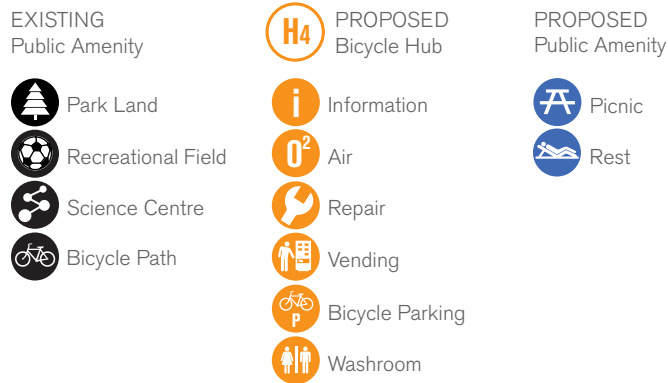 EXISTING
Public Amenity
Park Land
Recreational Field
Science Centre
Bicycle Path
H4
PROPOSED
Bicycle Hub
i
Information
0²
Air
Repair
Vending
P
Bicycle Parking
Washroom
PROPOSED
Public Amenity
Picnic
Rest